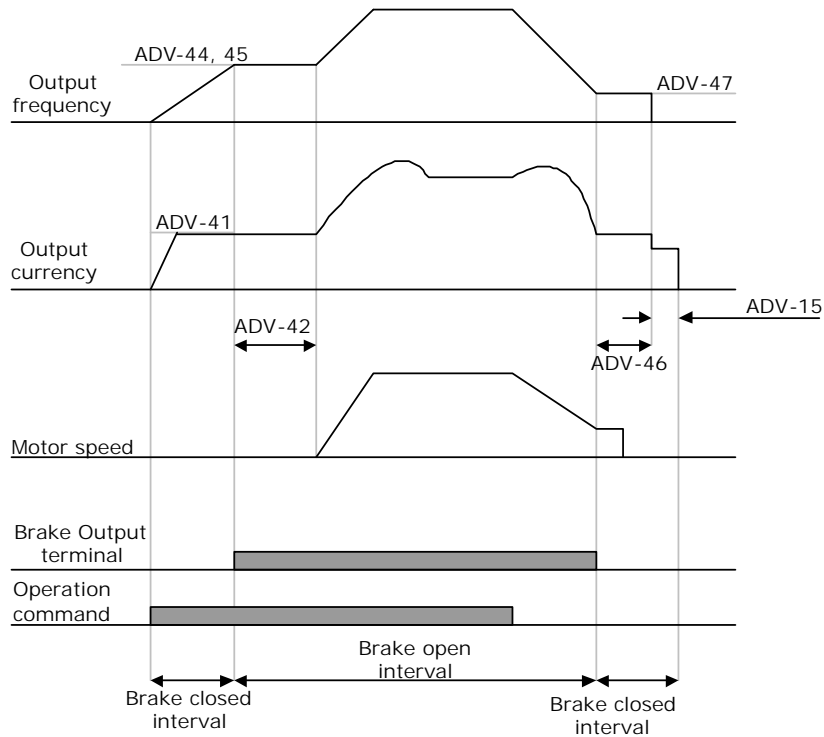 ADV-44, 45
Output
frequency
ADV-47
ADV-41
Output
currency
ADV-15
ADV-42
ADV-46
Motor speed
Brake Output
terminal
Operation
command
Brake open
interval
Brake closed
interval
Brake closed
interval